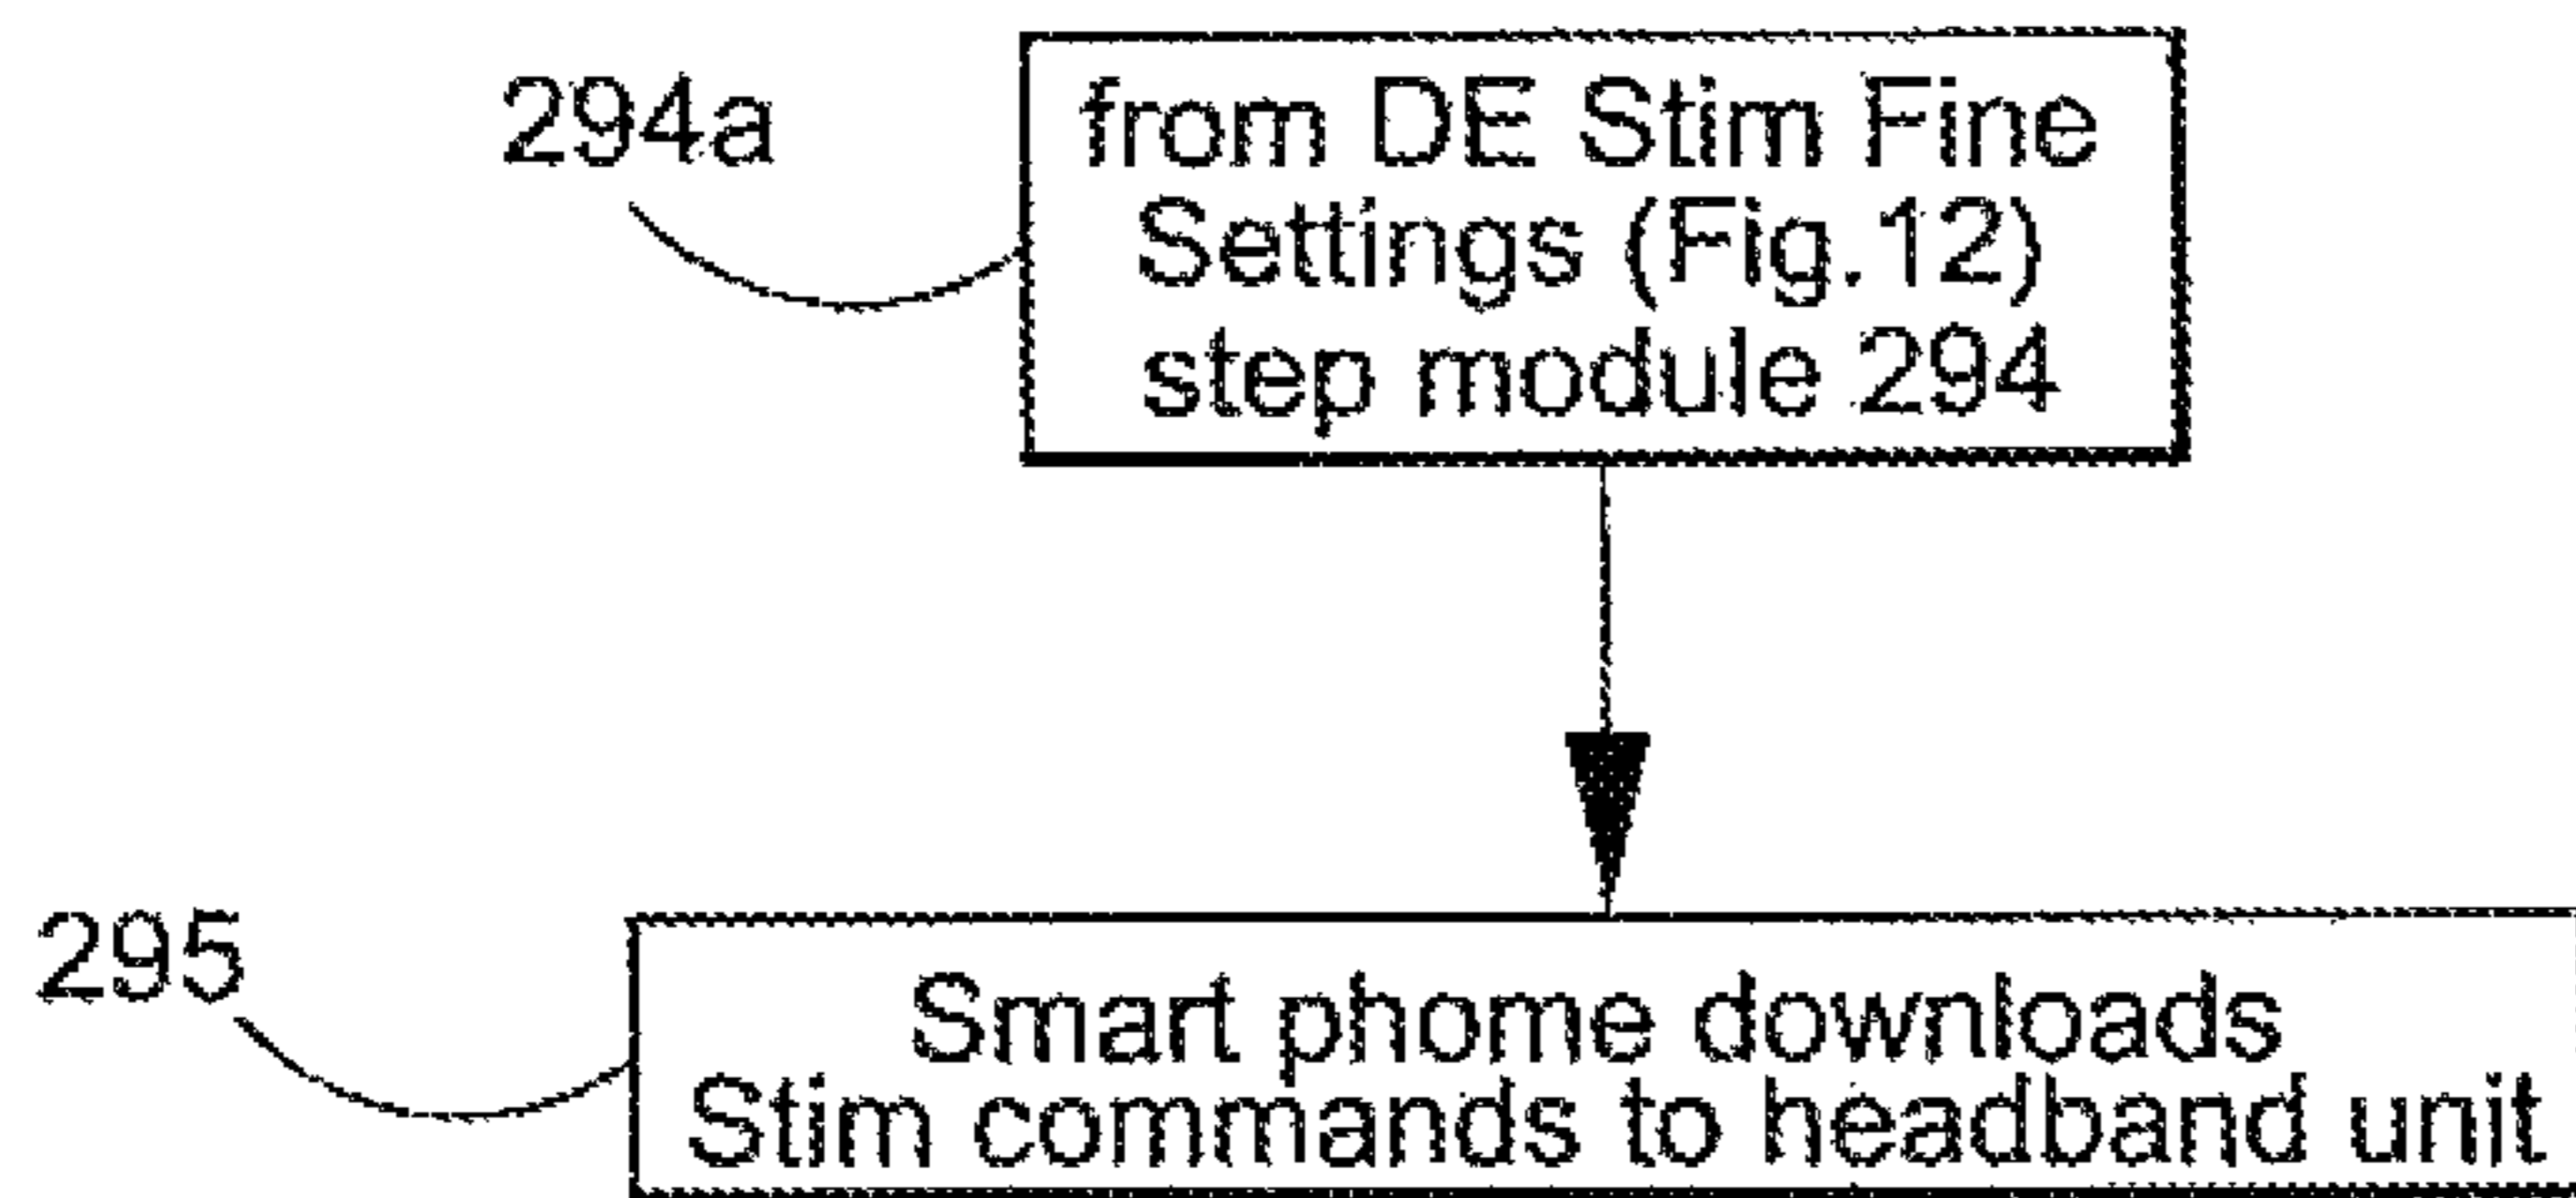 294a
from DE Stim Fine
Settings (Fig.12)
step module 294
295
Smart phome downloads
Stim commands to headband unit